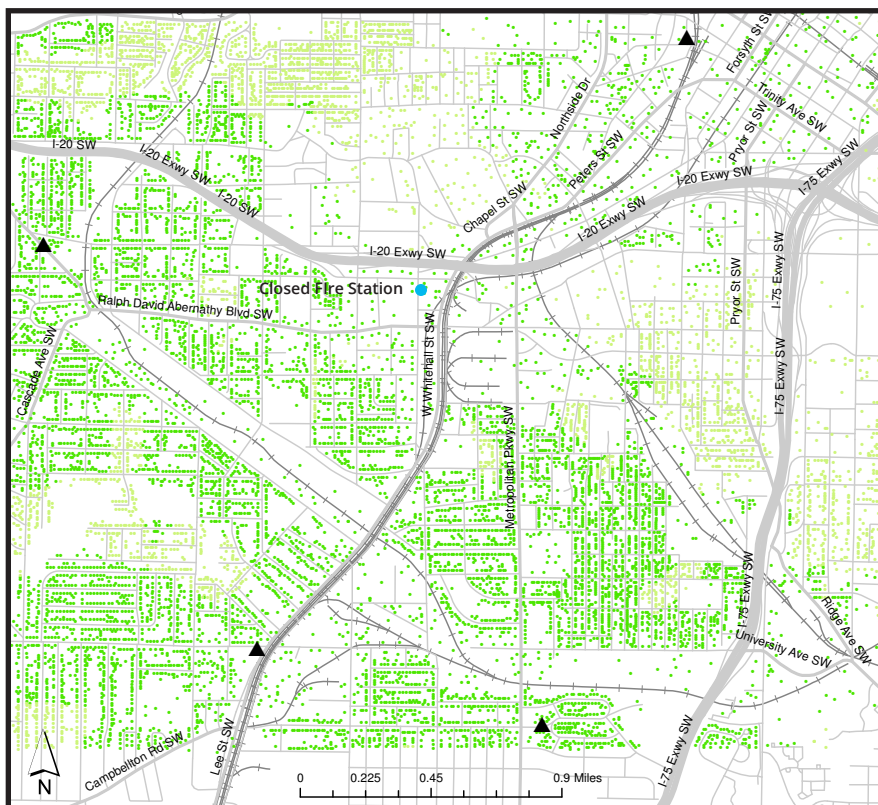 Forsyth St SW
Trinity Ave SW
Northside Dr
Pryor St SW
Peters St SW
I-20 SW
I-20 Exwy SW
I-75 Exwy SW
I-20 Exwy SW
I-20 SW
Chapel St SW
I-20 Exwy SW
I-20 Exwy SW
Closed FIre Station
Pryor St SW
I-75 Exwy SW
Ralph David Abernathy Blvd SW
W Whitehall St SW
Cascade Ave SW
I-75 Exwy SW
Metropolitan Pkwy SW
I-75 Exwy SW
Ridge Ave SW
University Ave SW
Lee St SW
Campbellton Rd SW
I-75 Exwy SW
N
0 0.225 0.45 0.9 Miles